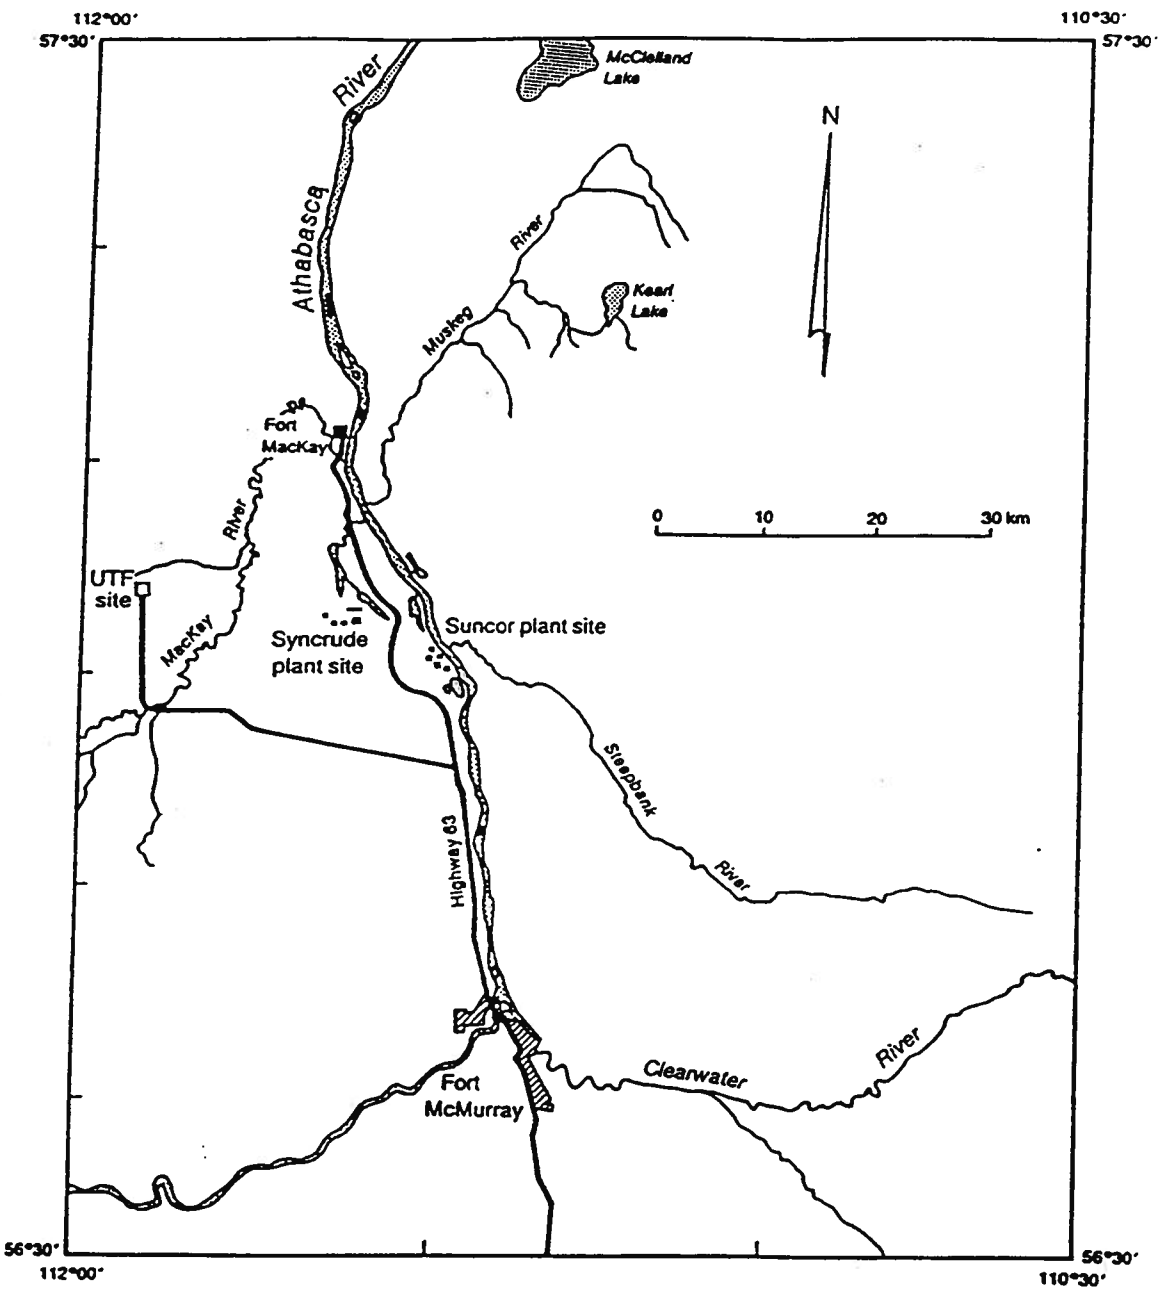 112°00'
110°30'
57°30'
57°30'
River
McClelland
Lake
N
Athabasca
River
Kearl
Lake
Muskeg
Fort
MacKay
River
0 10 20 30 km
UTF
site
MacKay
Syncrude
plant site
Suncor plant site
Steepbank
River
Highway 63
Clearwater
River
Fort
McMurray
56°30'
56°30'
112°00'
110°30'